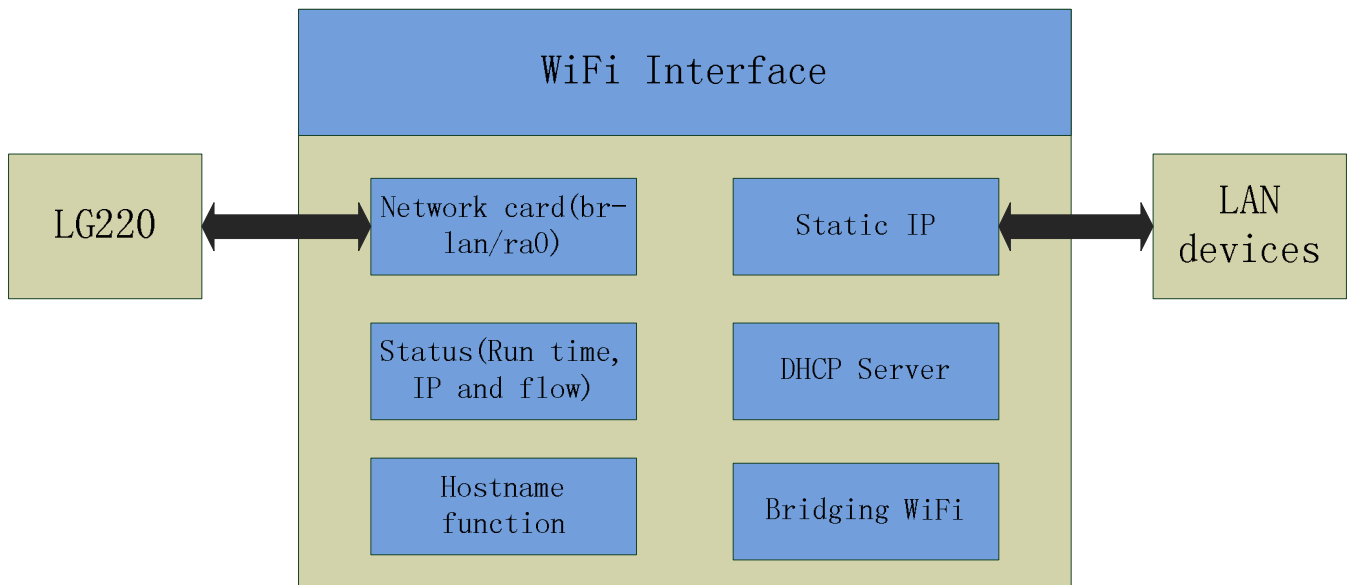 WiFi Interface
LG220
Network card(br-
lan/ra0)
Static IP
LAN
devices
Status(Run time,
IP and flow)
DHCP Server
Hostname
function
Bridging WiFi